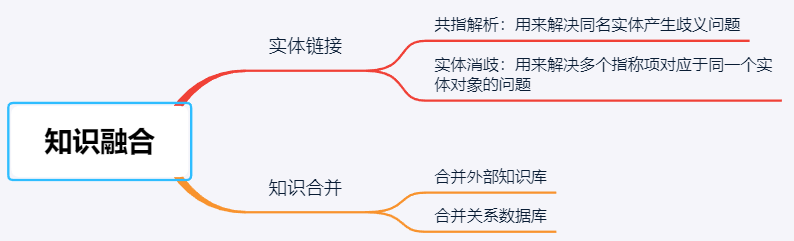 知识融合
实体链接
共指解析：用来解决同名实体产生歧义问题
实体消歧：用来解决多个指称项对应于同一个实
体对象的问题
知识合并
合并外部知识库
合并关系数据库